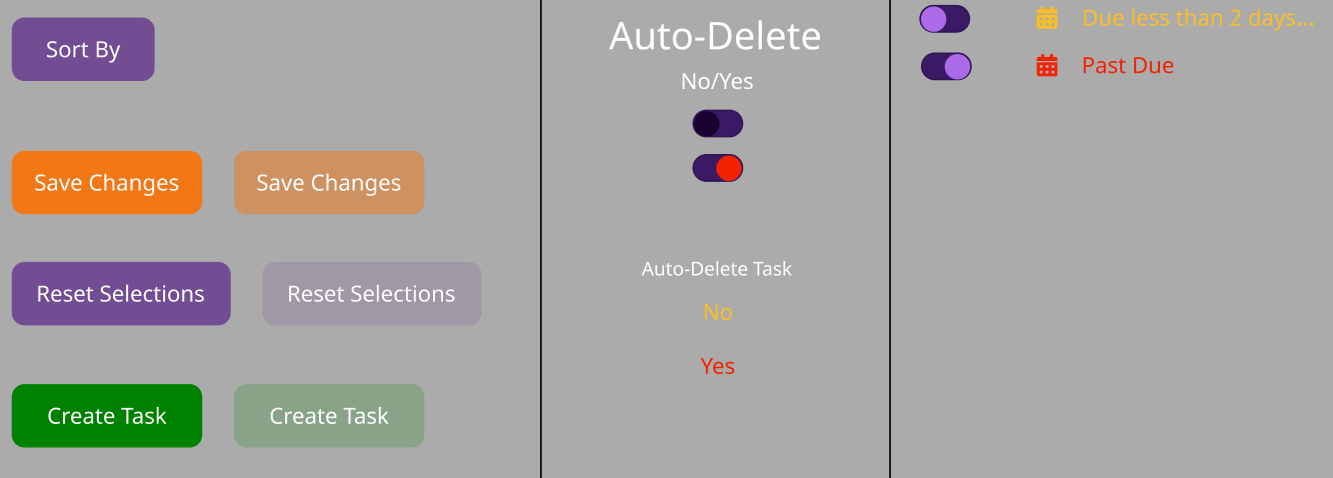 Sort By
Save Changes
Save Changes
Reset Selections
Reset Selections
Create Task
Create Task
Auto-Delete
No/Yes
Auto-Delete Task
No
Yes
Due less than 2 days...
Past Due